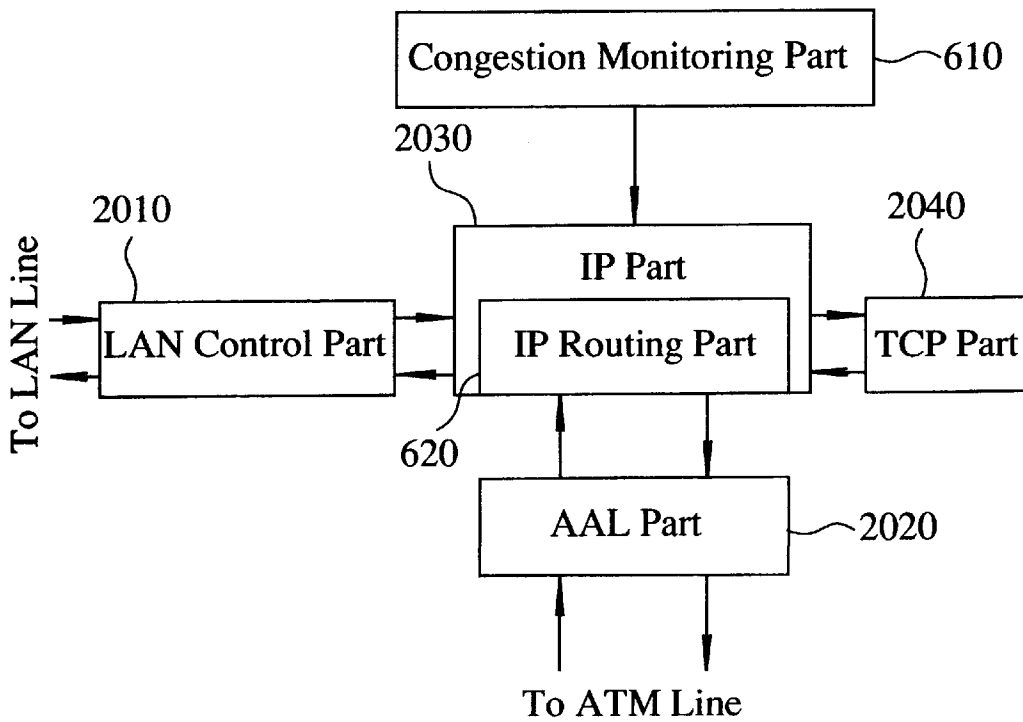 Congestion Monitoring Part
610
2030
2010
2040
To LAN Line
IP Part
LAN Control Part
IP Routing Part
TCP Part
620
AAL Part
2020
To ATM Line